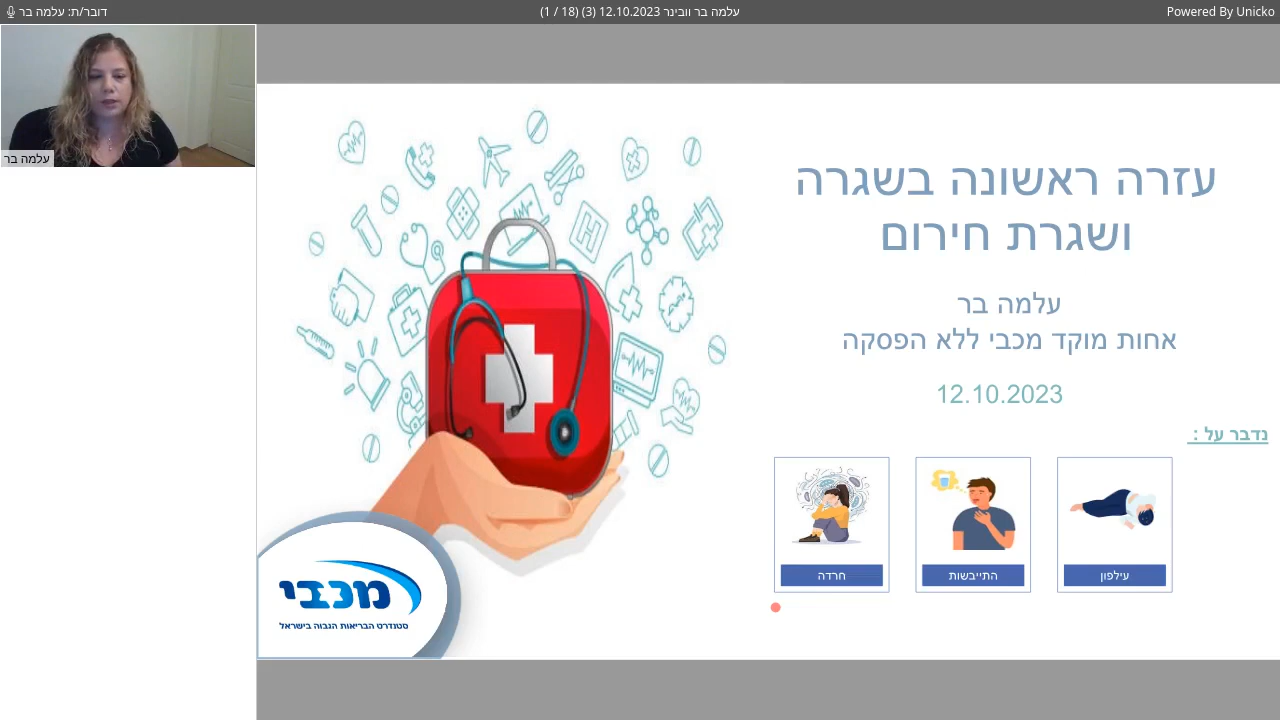 דובר/ת: עלמה בר
עלמה בר וובינר 12.10.2023 (3) (18 / 1)
Powered By Unicko
עלמה בר
עזרה ראשונה בשגרה
ושגרת חירום
עלמה בר
אחות מוקד מכבי ללא הפסקה
12.10.2023
נדבר על :
עילפון
התייבשות
חרדה
מכבי
סטנדרט הבריאות הגבוה בישראל